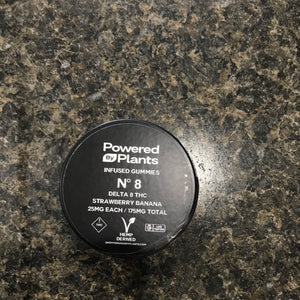 Powered
By Plants
INFUSED GUMMIES
Nº 8
DELTA 8 THC
STRAWBERRY BANANA
25MG EACH / 175MG TOTAL
HEMP
DERIVED